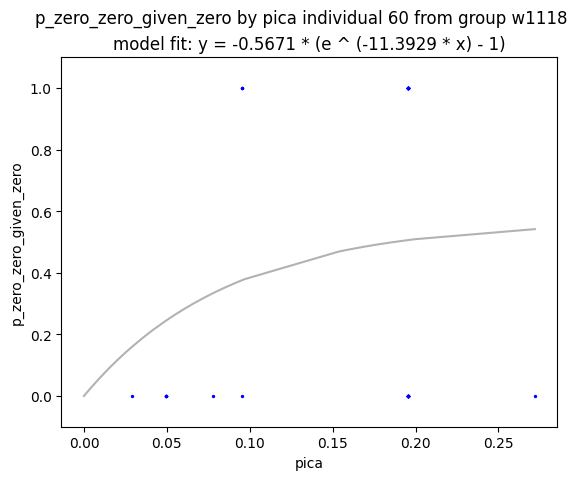 p_zero_zero_given_zero by pica individual 60 from group w1118
model fit: y = -0.5671 * (e ^ (-11.3929 * x) - 1)
1.0
0.8
0.6
0.4
0.2
0.0
p_zero_zero_given_zero
0.00 0.05 0.10 0.15 0.20 0.25
pica